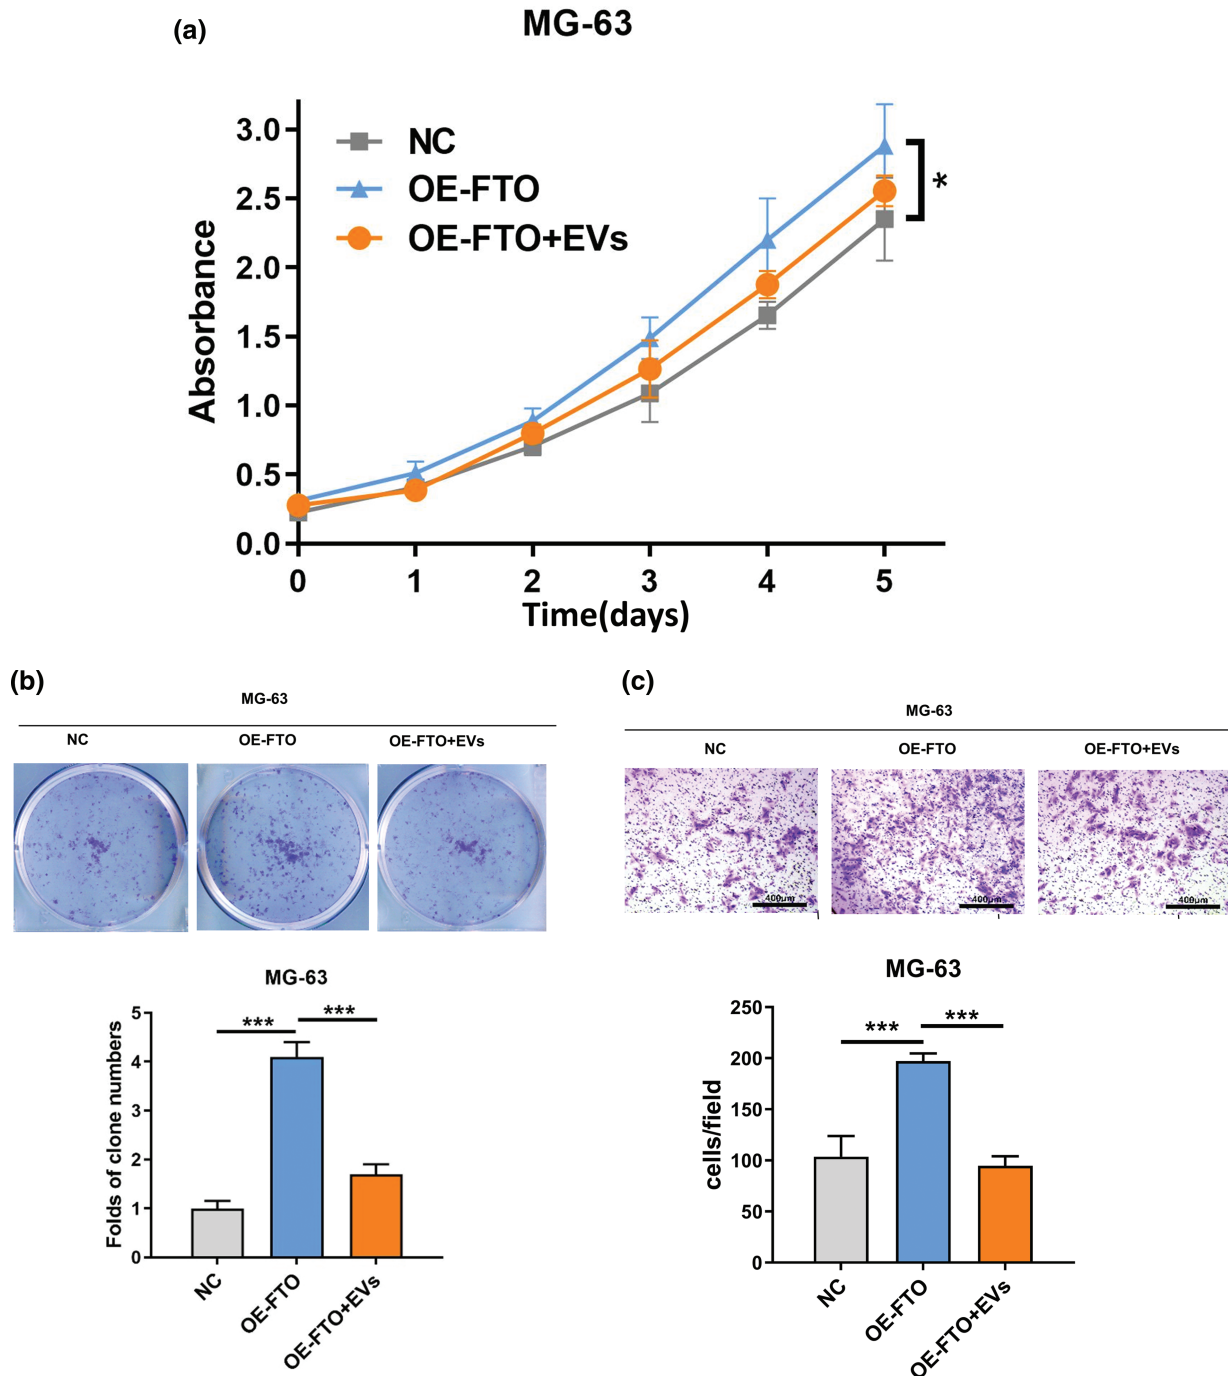 (a)
MG-63
3.0
2.5
2.0
1.5
1.0
0.5
0.0
Absorbance
NC
OE-FTO
OE-FTO+EVs
*
0 1 2 3 4 5
Time(days)
(b)
MG-63
NC OE-FTO OE-FTO+EVs
MG-63
Folds of clone numbers
5
4
3
2
1
0
*** ***
NC
OE-FTO
OE-FTO+EVs
(c)
MG-63
NC OE-FTO OE-FTO+EVs
400μm 400μm 400μm
MG-63
cells/field
250
200
150
100
50
0
*** ***
NC
OE-FTO
OE-FTO+EVs